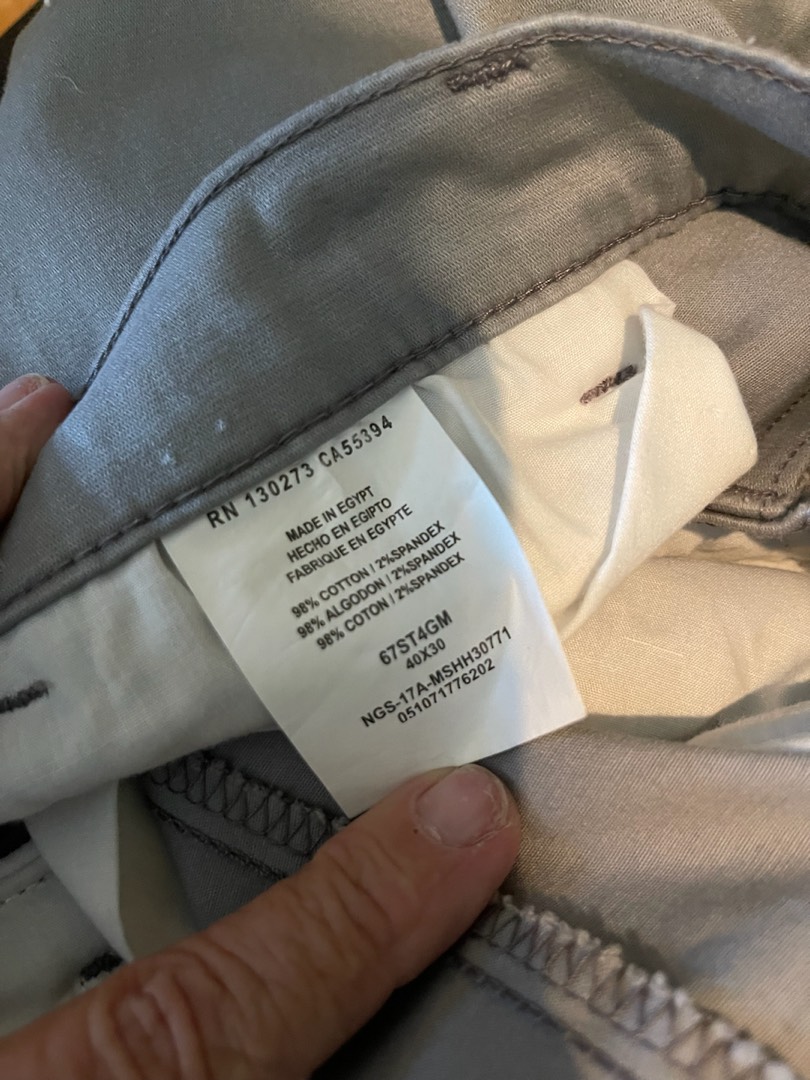 RN 130273 CA55394
MADE IN EGYPT
HECHO EN EGIPTO
FABRIQUE EN EGYPTE
98% COTTON / 2%SPANDEX
98% ALGODON / 2%SPANDEX
98% COTON / 2%SPANDEX
67ST4GM
40X30
NGS-17A-MSHH30771
051071776202